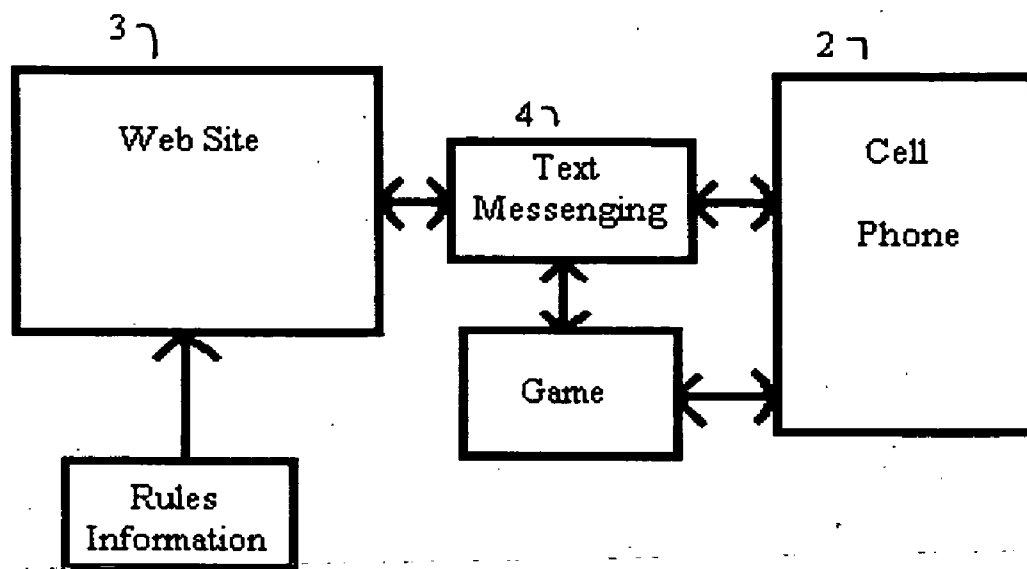 3
2
Web Site
4
Text
Messenging
Cell
Phone
Game
Rules
Information